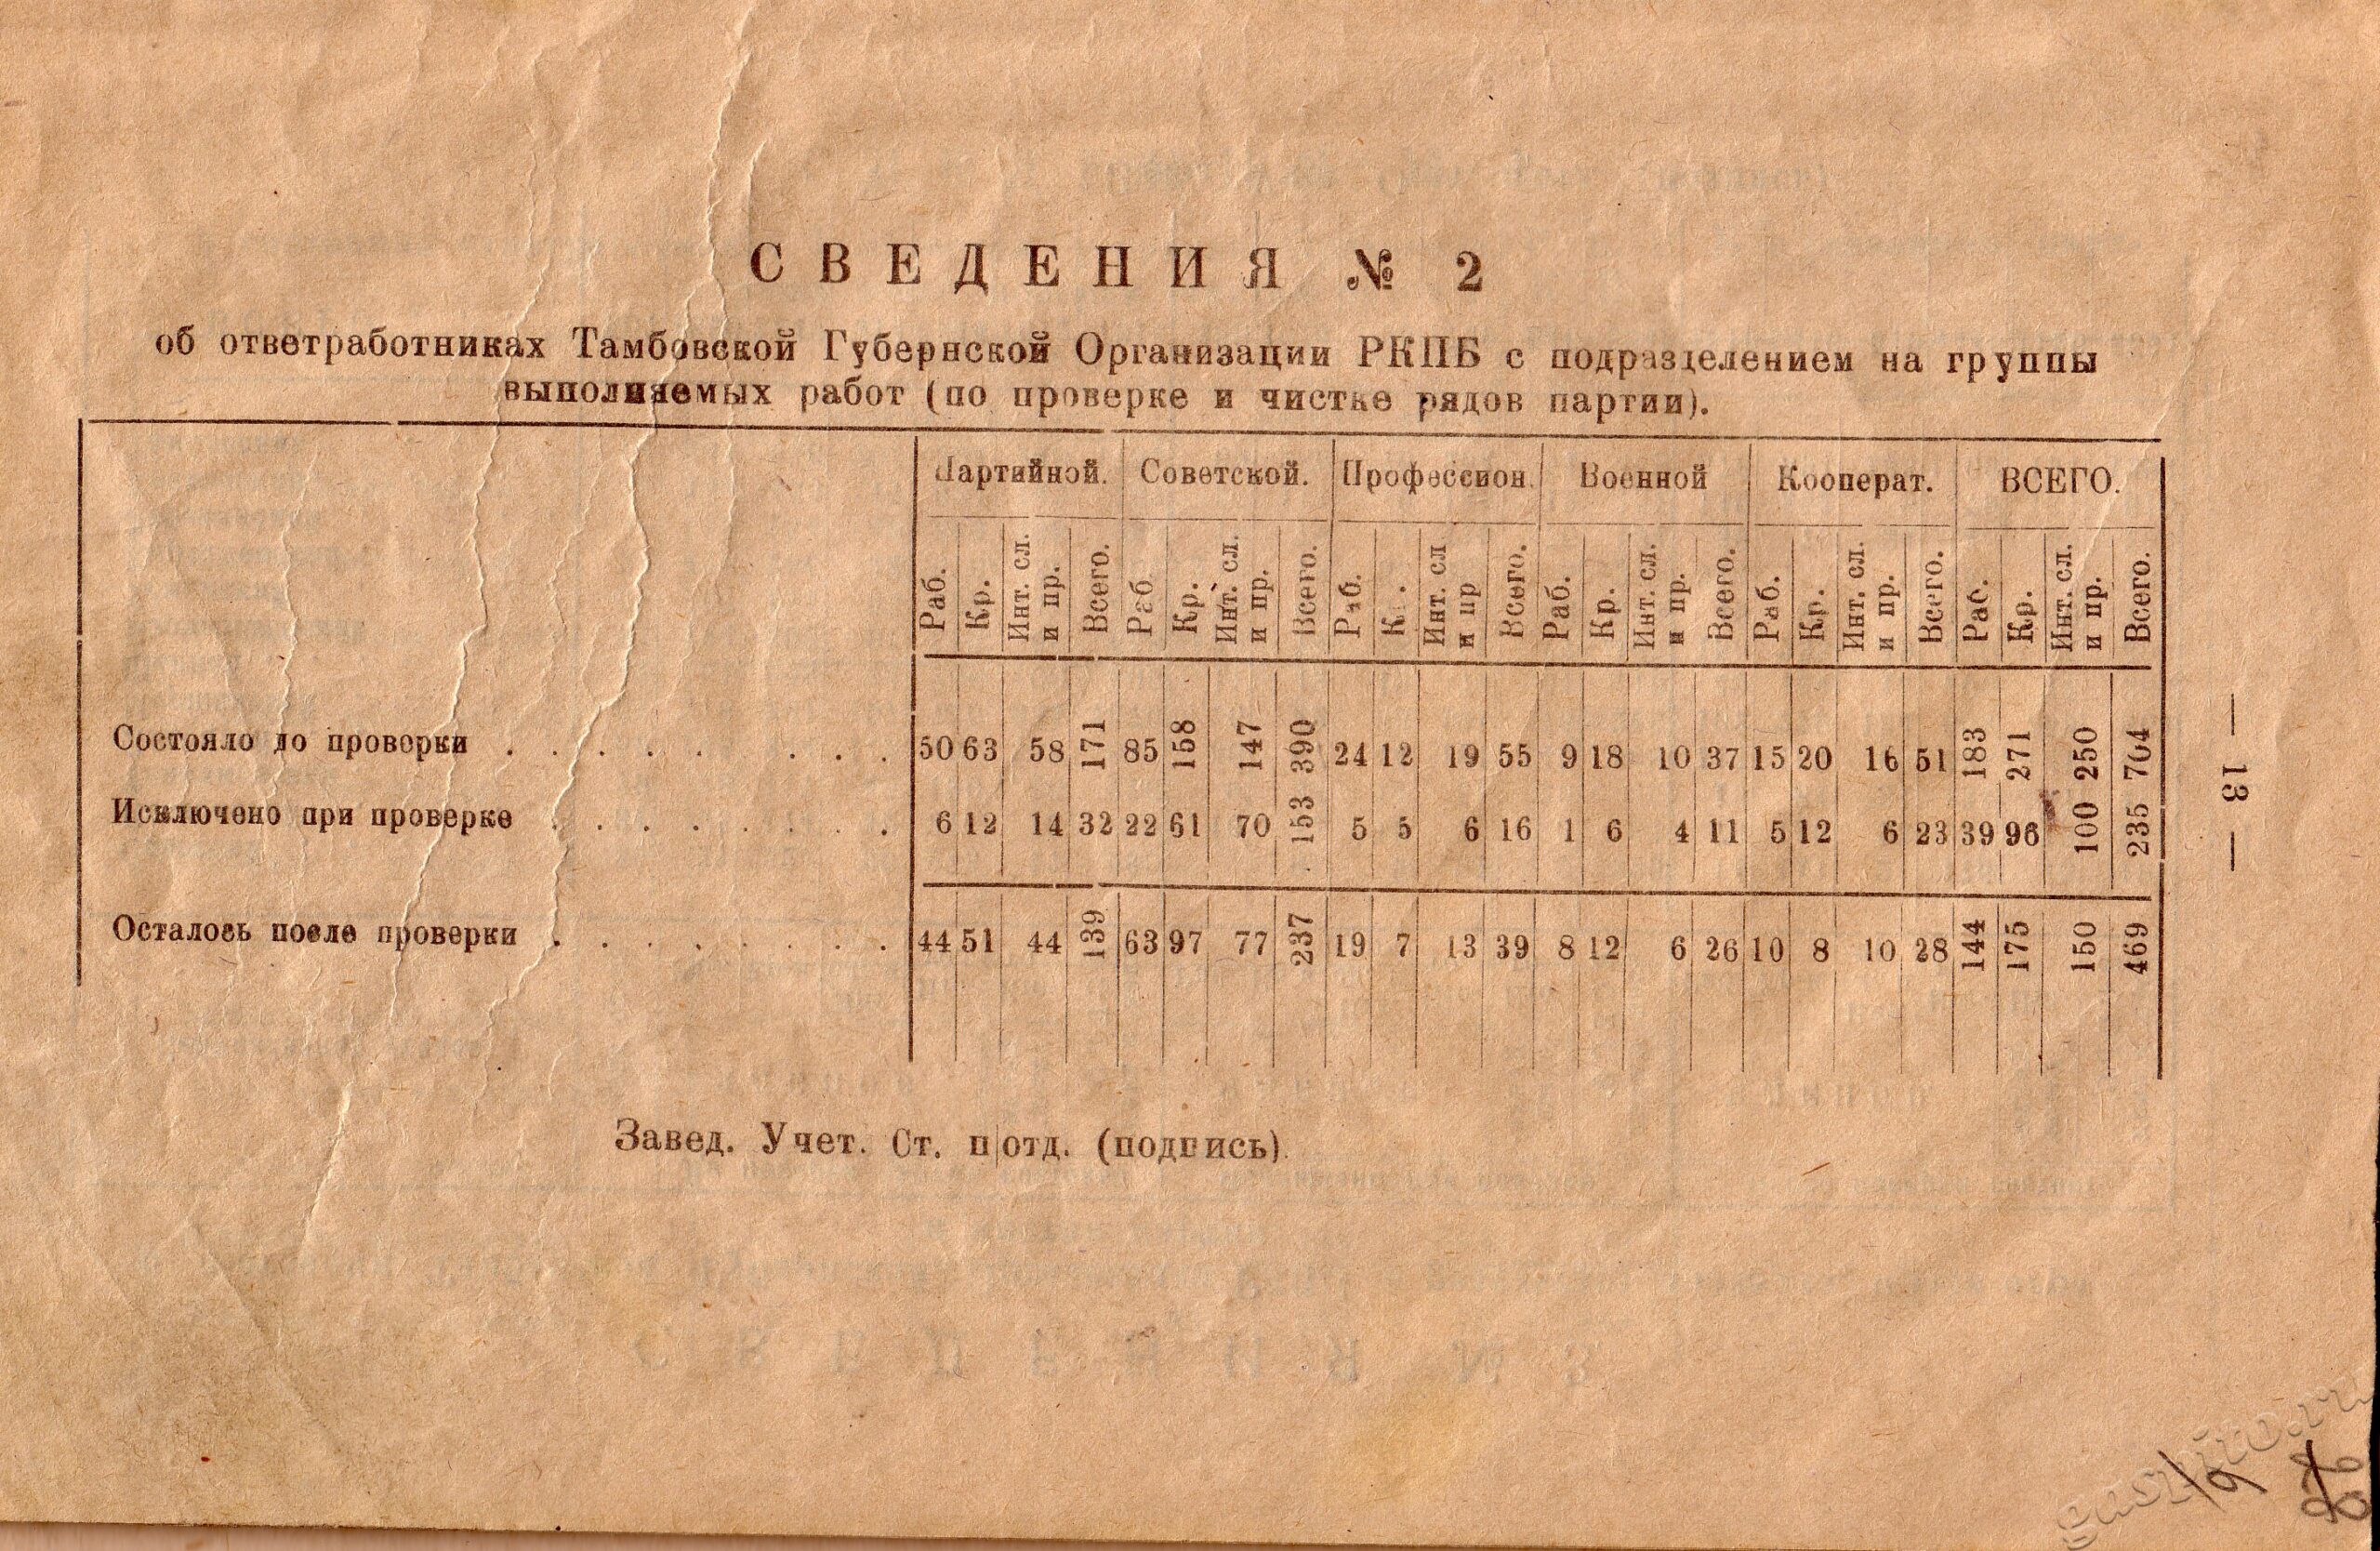 СВЕДЕНИЯ № 2
об ответработниках Тамбовской Губернской Организации РКПБ с подразделением на группы
выполняемых работ (по проверке и чистке рядов партии).
Партийной. Советской. Профессион. Военной Кооперат. ВСЕГО.
Раб. Кр. Инт. сл. и пр. Всего. Раб. Кр. Инт. сл. и пр. Всего. Раб. Кр. Инт. сл и пр Всего. Раб. Кр. Инт. сл. и пр. Всего. Раб. Кр. Инт. сл. и пр. Всего. Раб. Кр. Инт. сл. и пр. Всего.
Состояло до проверки . . . . . . . . 50 63 58 171 85 158 147 390 24 12 19 55 9 18 10 37 15 20 16 51 183 271 250 704
Исключено при проверке . . . . . . . . 6 12 14 32 22 61 70 153 5 5 6 16 1 6 4 11 5 12 6 23 39 96 100 235
Осталось после проверки . . . . . . . . 44 51 44 139 63 97 77 237 19 7 13 39 8 12 6 26 10 8 10 28 144 175 150 469
Завед. Учет. Ст. п отд. (подпись).
— 13 —